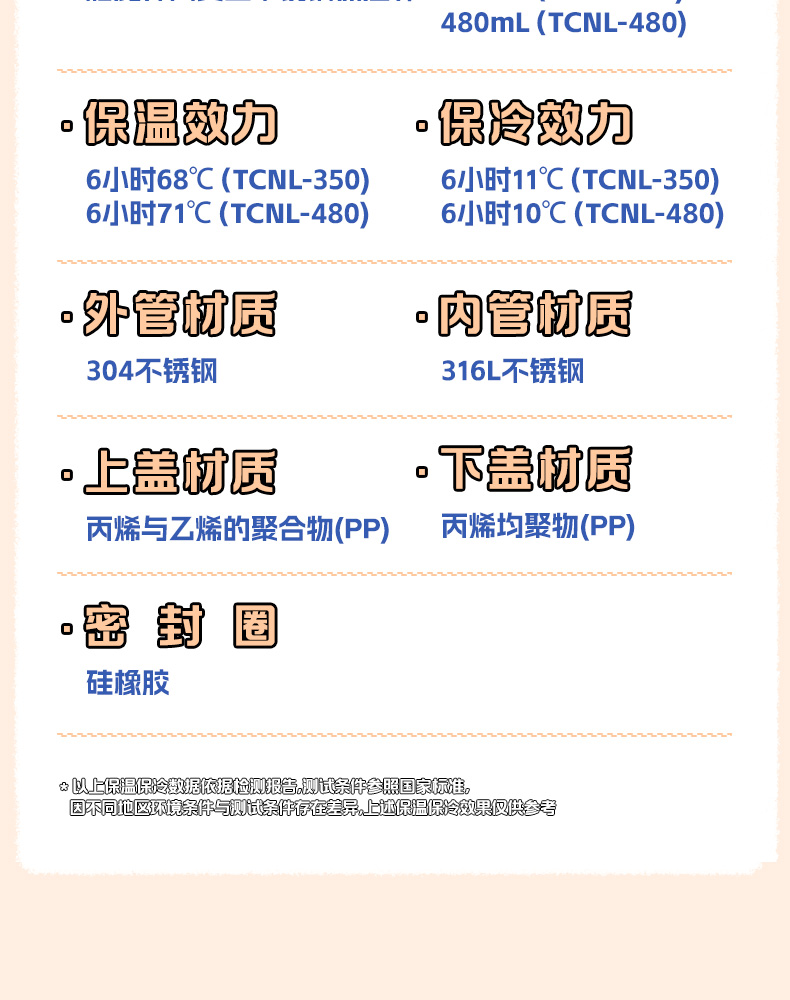 480mL (TCNL-480)
· 保温效力
6小时68℃ (TCNL-350)
6小时71℃ (TCNL-480)
· 保冷效力
6小时11℃ (TCNL-350)
6小时10℃ (TCNL-480)
· 外管材质
304不锈钢
· 内管材质
316L不锈钢
· 上盖材质
丙烯与乙烯的聚合物(PP)
· 下盖材质
丙烯均聚物(PP)
· 密 封 圈
硅橡胶
* 以上保温保冷数据依据检测报告,测试条件参照国家标准,
因不同地区环境条件与测试条件存在差异,上述保温保冷效果仅供参考